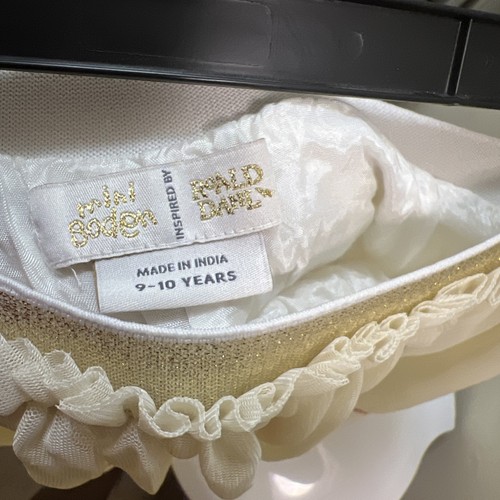 mini
Boden
INSPIRED BY
ROALD
DAHL
MADE IN INDIA
9-10 YEARS